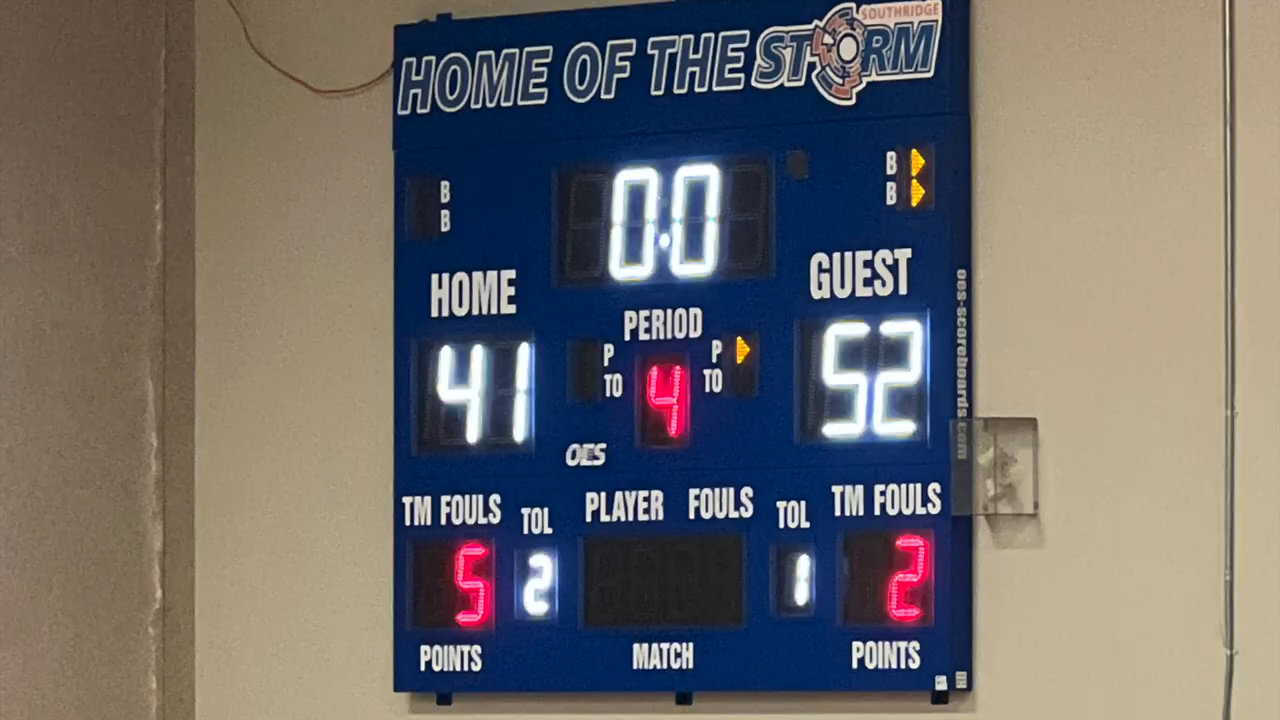 SOUTHRIDGE
HOME OF THE STORM
B
B
00.0
B
B
HOME
GUEST
PERIOD
41
P
TO
4
P
TO
52
oes-scoreboards.com
OES
TM FOULS
TOL
PLAYER FOULS
TOL
TM FOULS
5
2
1
2
POINTS
MATCH
POINTS